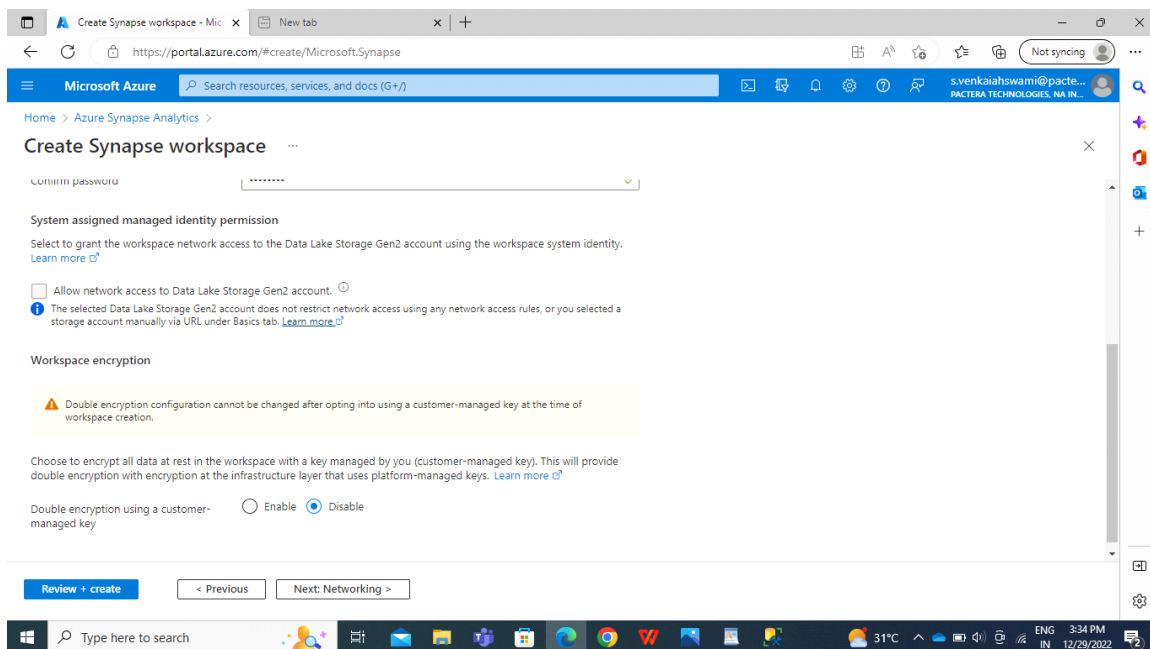 Create Synapse workspace - Mic
New tab
https://portal.azure.com/#create/Microsoft.Synapse
Not syncing
Microsoft Azure
Search resources, services, and docs (G+/)
s.venkaiahswami@pacte...
PACTERA TECHNOLOGIES, NA IN...
Home > Azure Synapse Analytics >
Create Synapse workspace ...
Confirm password
········
System assigned managed identity permission
Select to grant the workspace network access to the Data Lake Storage Gen2 account using the workspace system identity.
Learn more
Allow network access to Data Lake Storage Gen2 account.
The selected Data Lake Storage Gen2 account does not restrict network access using any network access rules, or you selected a
storage account manually via URL under Basics tab. Learn more
Workspace encryption
Double encryption configuration cannot be changed after opting into using a customer-managed key at the time of
workspace creation.
Choose to encrypt all data at rest in the workspace with a key managed by you (customer-managed key). This will provide
double encryption with encryption at the infrastructure layer that uses platform-managed keys. Learn more
Double encryption using a customer-
managed key
Enable
Disable
Review + create
< Previous
Next: Networking >
Type here to search
31°C
ENG
IN
3:34 PM
12/29/2022
2